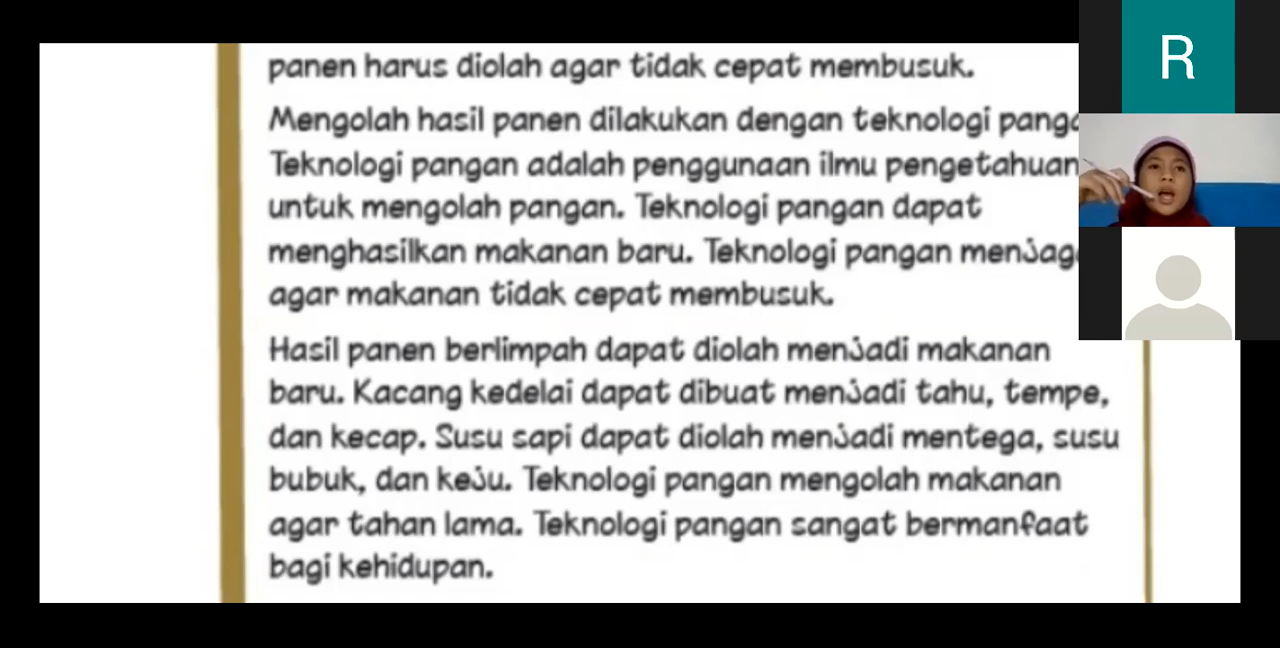 panen harus diolah agar tidak cepat membusuk.
Mengolah hasil panen dilakukan dengan teknologi
Teknologi pangan adalah penggunaan ilmu pengetahuan
untuk mengolah pangan. Teknologi pangan dapat
menghasilkan makanan baru. Teknologi pangan
agar makanan tidak cepat membusuk.
Hasil panen berlimpah dapat diolah menjadi makanan
baru. Kacang kedelai dapat dibuat menjadi tahu, tempe,
dan kecap. Susu sapi dapat diolah menjadi mentega, susu
bubuk, dan keju. Teknologi pangan mengolah makanan
agar tahan lama. Teknologi pangan sangat bermanfaat
bagi kehidupan.
R